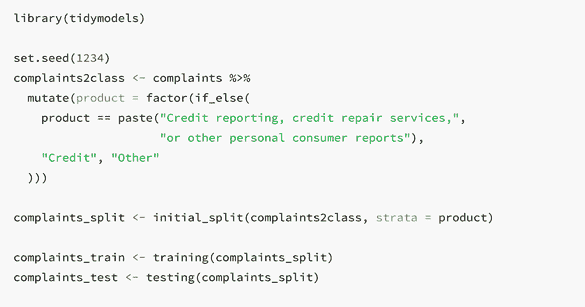 library(tidymodels)
set.seed(1234)
complaints2class <- complaints %>%
  mutate(product = factor(if_else(
    product == paste("Credit reporting, credit repair services,",
                     "or other personal consumer reports"),
    "Credit", "Other"
  )))
complaints_split <- initial_split(complaints2class, strata = product)
complaints_train <- training(complaints_split)
complaints_test <- testing(complaints_split)